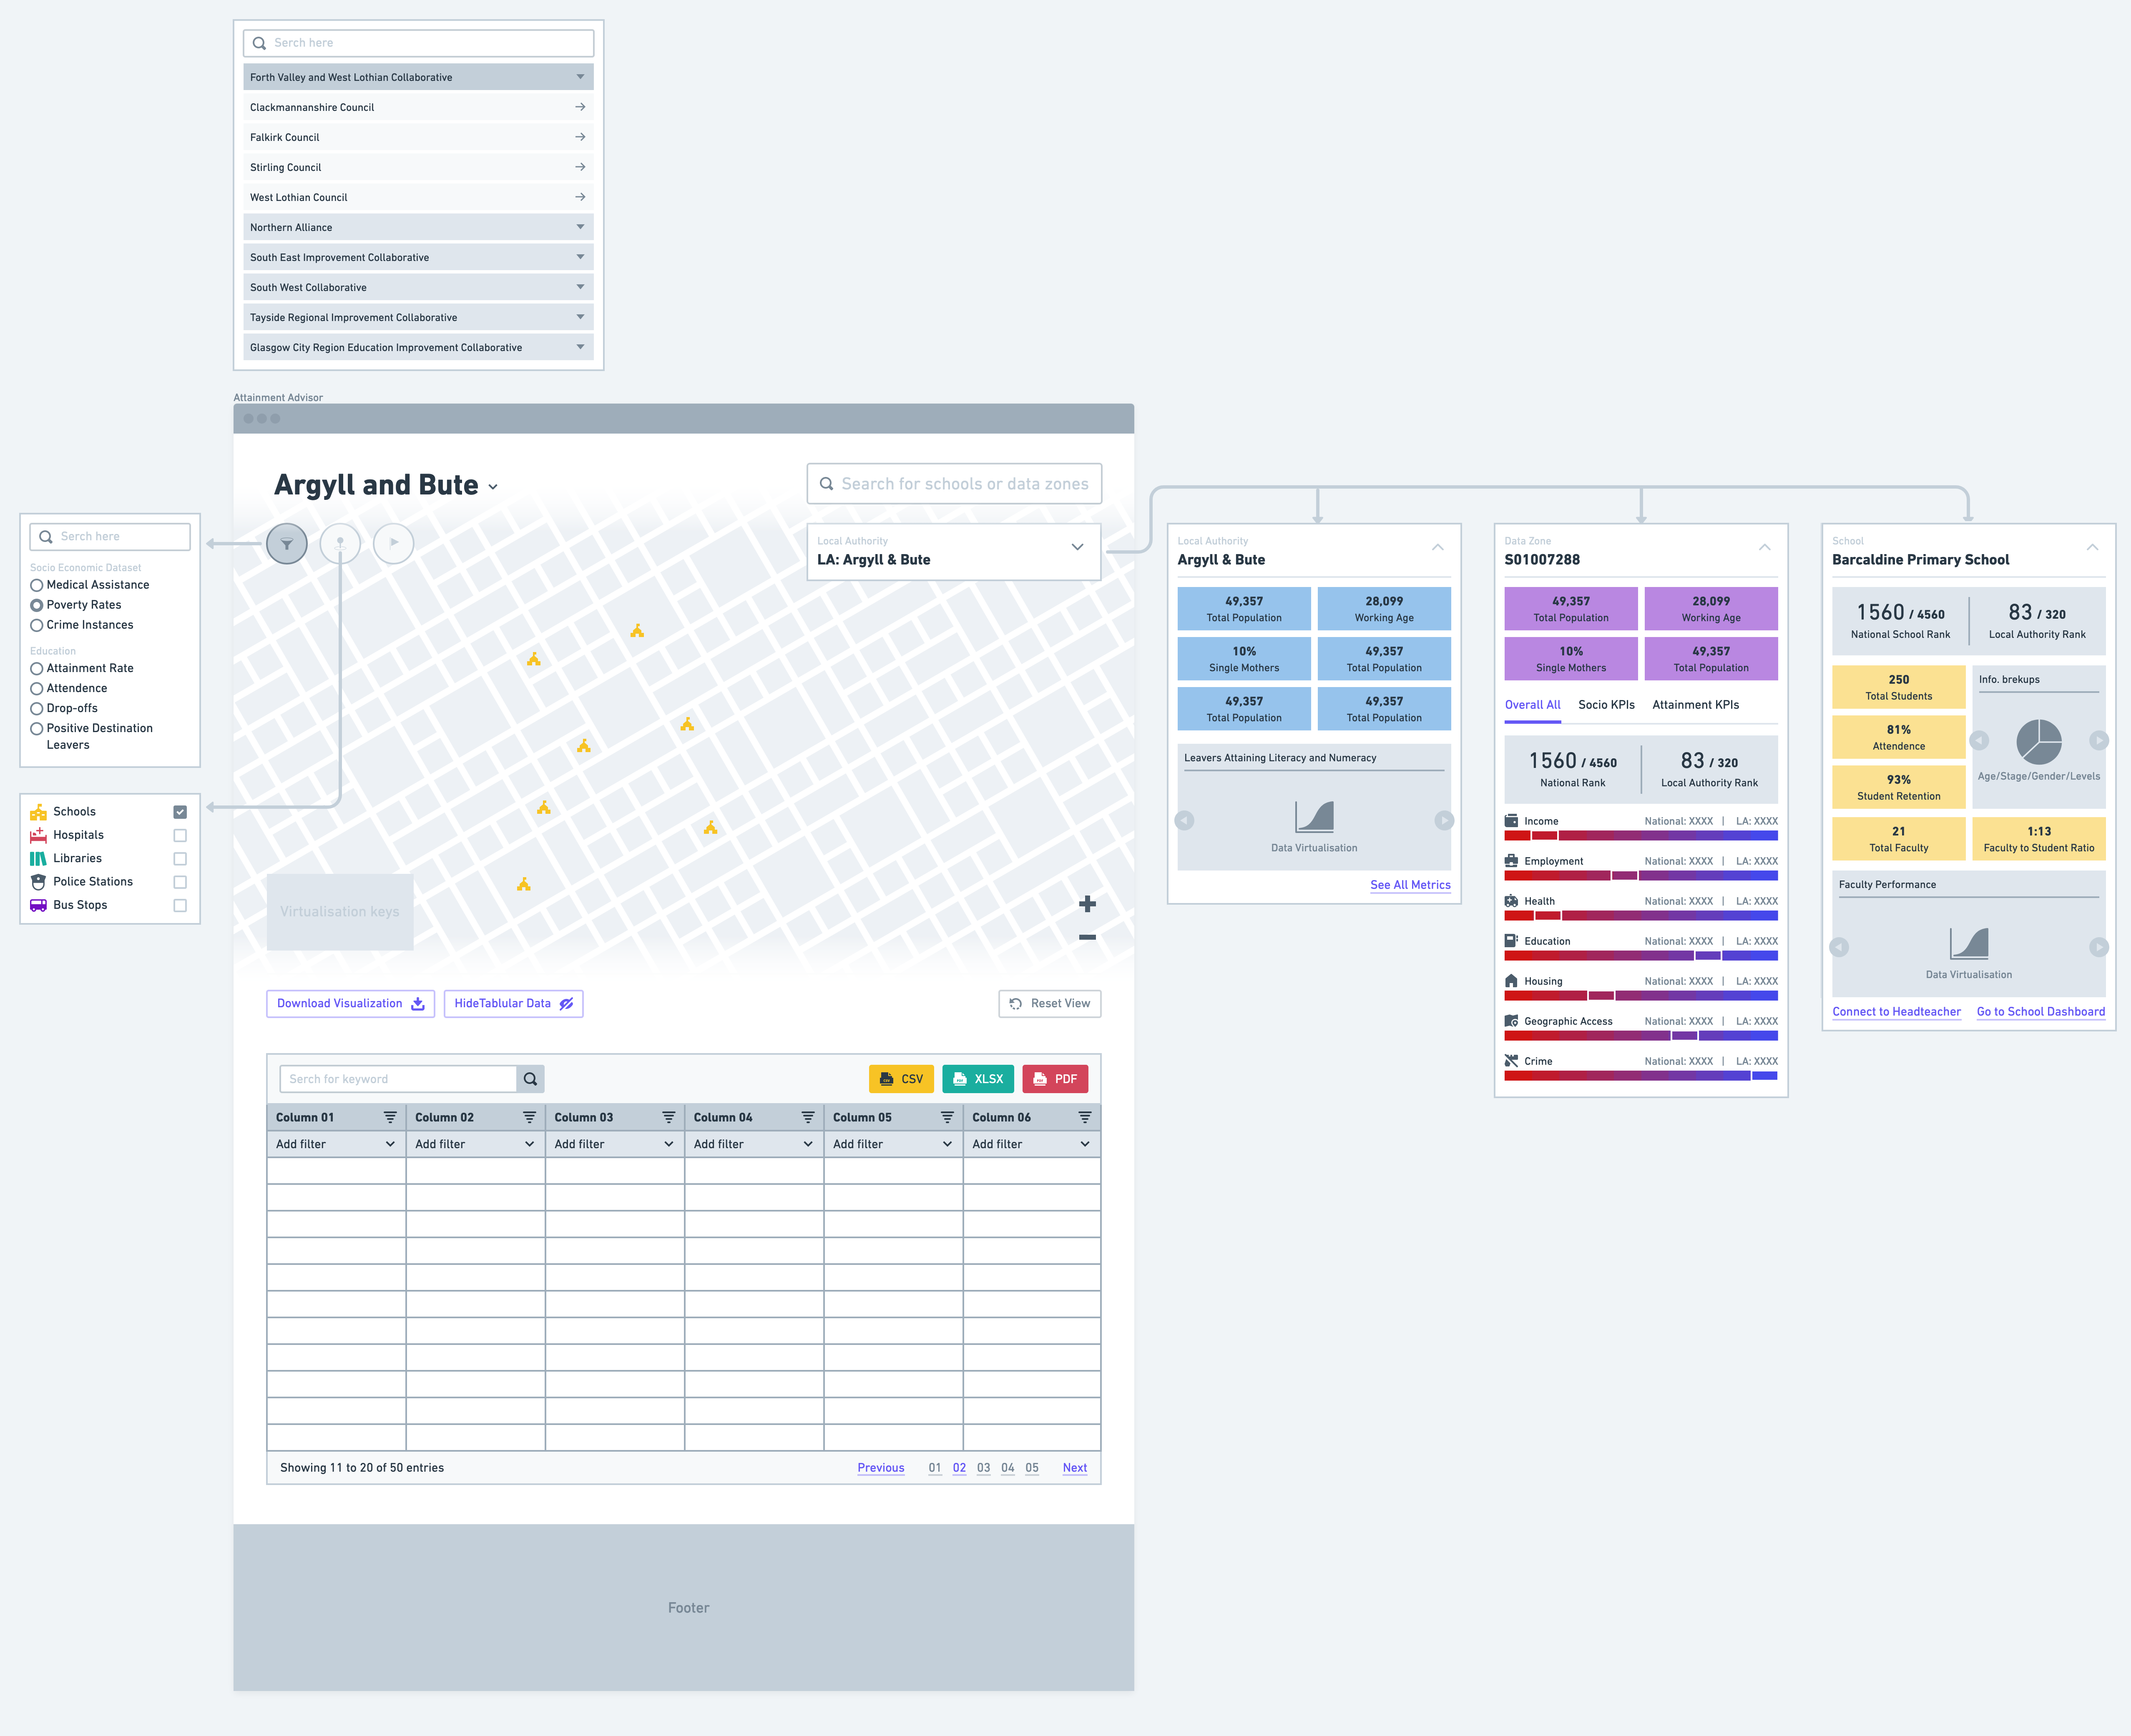 Serch here
Forth Valley and West Lothian Collaborative
Clackmannanshire Council
Falkirk Council
Stirling Council
West Lothian Council
Northern Alliance
South East Improvement Collaborative
South West Collaborative
Tayside Regional Improvement Collaborative
Glasgow City Region Education Improvement Collaborative
Attainment Advisor
Argyll and Bute
Search for schools or data zones
Local Authority
LA: Argyll & Bute
Serch here
Socio Economic Dataset
Medical Assistance
Poverty Rates
Crime Instances
Education
Attainment Rate
Attendence
Drop-offs
Positive Destination
Leavers
Schools
Hospitals
Libraries
Police Stations
Bus Stops
Virtualisation keys
Download Visualization
HideTablular Data
Reset View
Serch for keyword
CSV
XLSX
PDF
Column 01 Column 02 Column 03 Column 04 Column 05 Column 06
Add filter Add filter Add filter Add filter Add filter Add filter
Showing 11 to 20 of 50 entries
Previous 01 02 03 04 05 Next
Footer
Local Authority
Argyll & Bute
49,357 28,099
Total Population Working Age
10% 49,357
Single Mothers Total Population
49,357 49,357
Total Population Total Population
Leavers Attaining Literacy and Numeracy
Data Virtualisation
See All Metrics
Data Zone
S01007288
49,357 28,099
Total Population Working Age
10% 49,357
Single Mothers Total Population
Overall All Socio KPIs Attainment KPIs
1560 / 4560 83 / 320
National Rank Local Authority Rank
Income National: XXXX | LA: XXXX
Employment National: XXXX | LA: XXXX
Health National: XXXX | LA: XXXX
Education National: XXXX | LA: XXXX
Housing National: XXXX | LA: XXXX
Geographic Access National: XXXX | LA: XXXX
Crime National: XXXX | LA: XXXX
School
Barcaldine Primary School
1560 / 4560 83 / 320
National School Rank Local Authority Rank
250
Total Students
81%
Attendence
93%
Student Retention
Info. brekups
Age/Stage/Gender/Levels
21 1:13
Total Faculty Faculty to Student Ratio
Faculty Performance
Data Virtualisation
Connect to Headteacher Go to School Dashboard